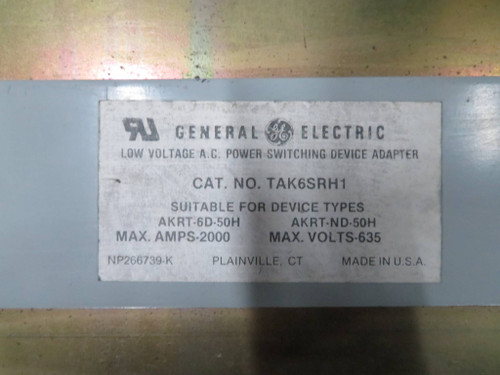 GENERAL GE ELECTRIC
LOW VOLTAGE A.C. POWER SWITCHING DEVICE ADAPTER
CAT. NO. TAK6SRH1
SUITABLE FOR DEVICE TYPES
AKRT-6D-50H AKRT-ND-50H
MAX. AMPS-2000 MAX. VOLTS-635
NP266739-K PLAINVILLE, CT MADE IN U.S.A.